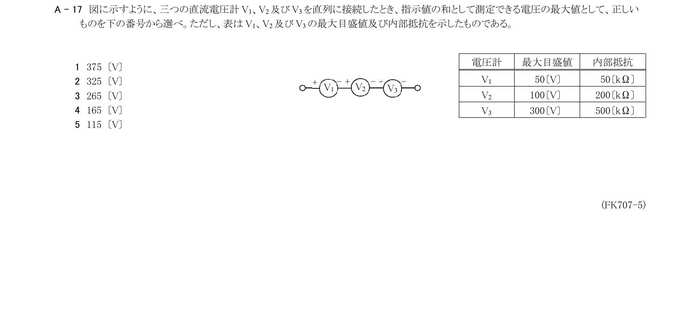 A－17 図に示すように、三つの直流電圧計 V₁、V₂ 及び V₃ を直列に接続したとき、指示値の和として測定できる電圧の最大値として、正しい
ものを下の番号から選べ。ただし、表は V₁、V₂ 及び V₃ の最大目盛値及び内部抵抗を示したものである。
1 375 〔V〕
2 325 〔V〕
3 265 〔V〕
4 165 〔V〕
5 115 〔V〕
＋ V₁ － ＋ V₂ － － V₃ －
電圧計 最大目盛値 内部抵抗
V₁ 50〔V〕 50〔kΩ〕
V₂ 100〔V〕 200〔kΩ〕
V₃ 300〔V〕 500〔kΩ〕
(FK707-5)